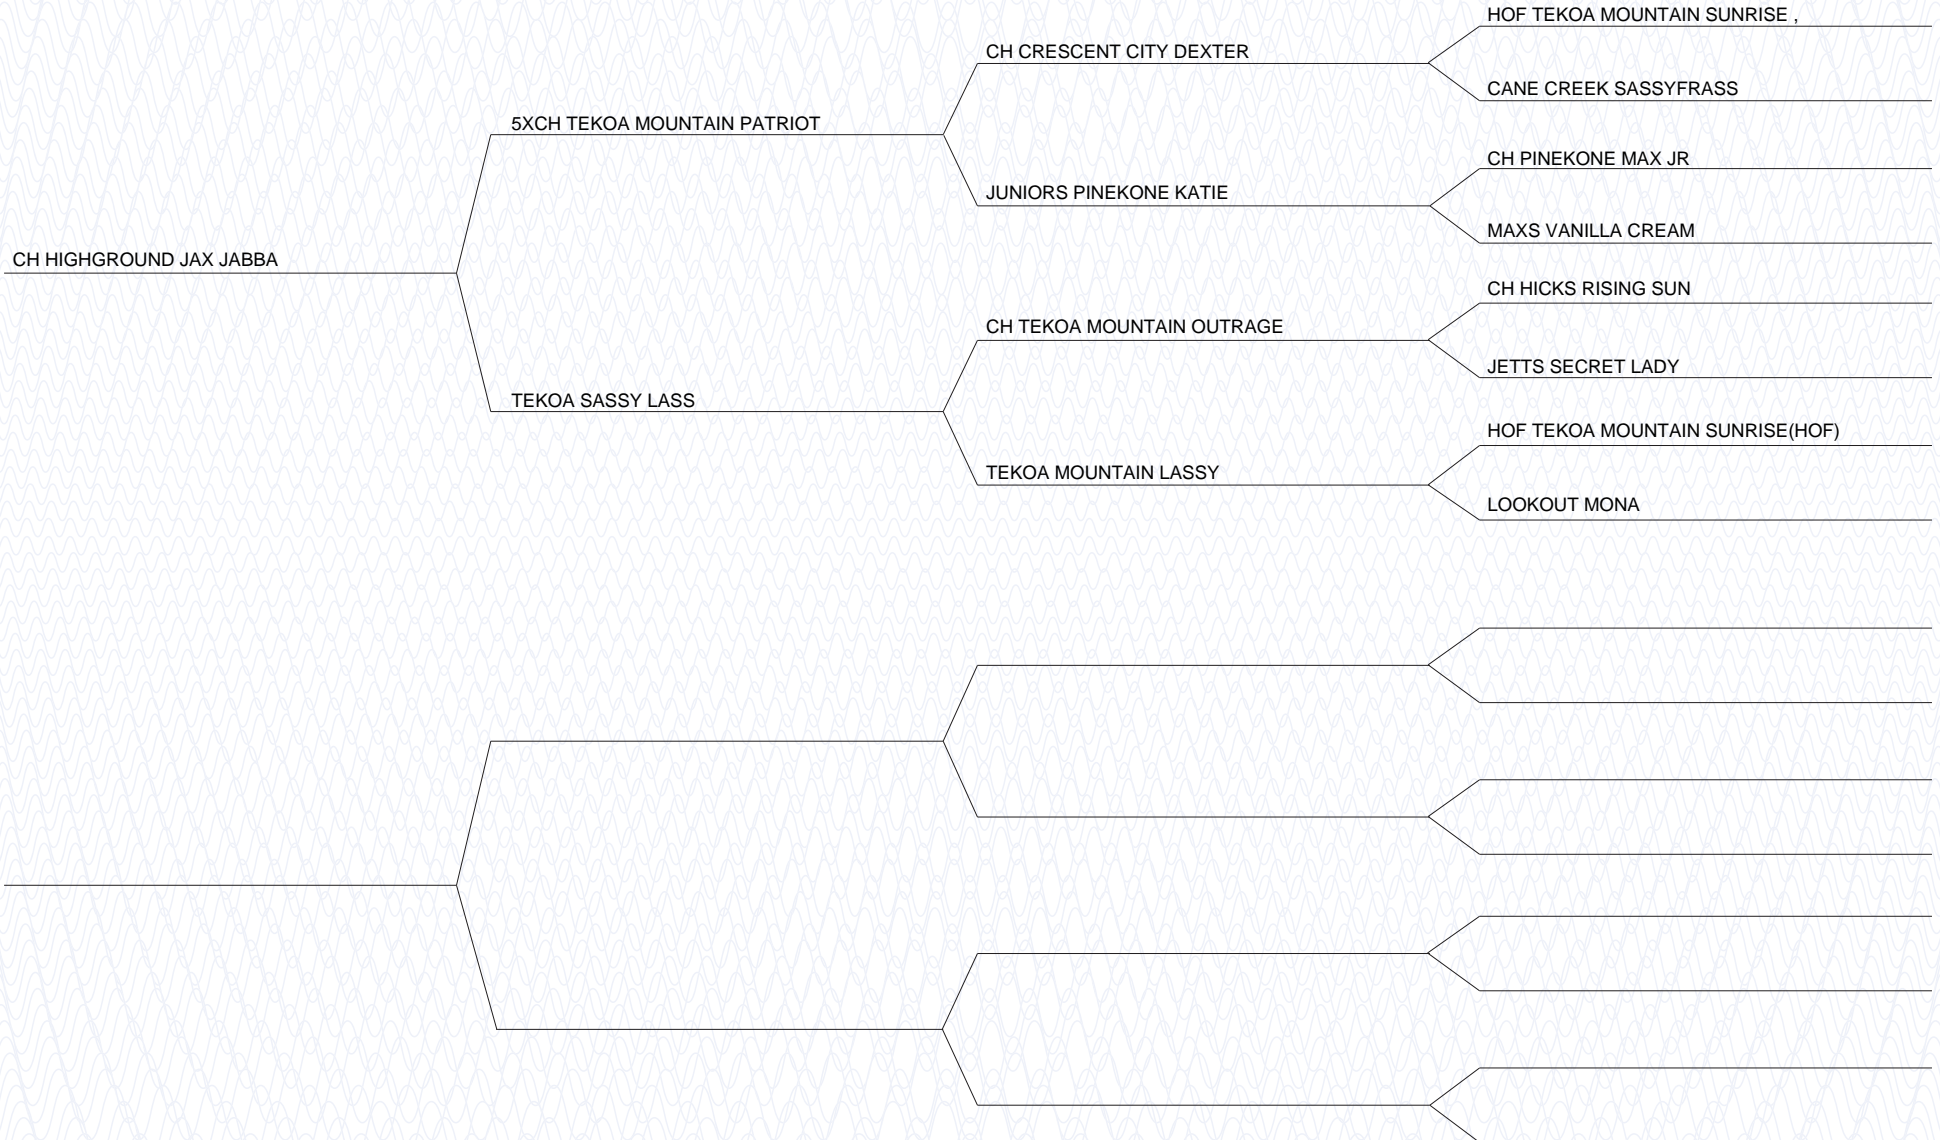 HOF TEKOA MOUNTAIN SUNRISE ,
CH CRESCENT CITY DEXTER
CANE CREEK SASSYFRASS
5XCH TEKOA MOUNTAIN PATRIOT
CH PINEKONE MAX JR
JUNIORS PINEKONE KATIE
MAXS VANILLA CREAM
CH HIGHGROUND JAX JABBA
CH HICKS RISING SUN
CH TEKOA MOUNTAIN OUTRAGE
JETTS SECRET LADY
TEKOA SASSY LASS
HOF TEKOA MOUNTAIN SUNRISE(HOF)
TEKOA MOUNTAIN LASSY
LOOKOUT MONA